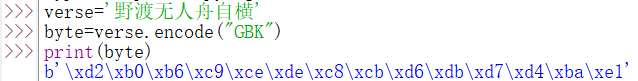 >>> verse='野渡无人舟自横'
>>> byte=verse.encode("GBK")
>>> print(byte)
b'\xd2\xb0\xb6\xc9\xce\xde\xc8\xcb\xd6\xdb\xd7\xd4\xba\xe1'